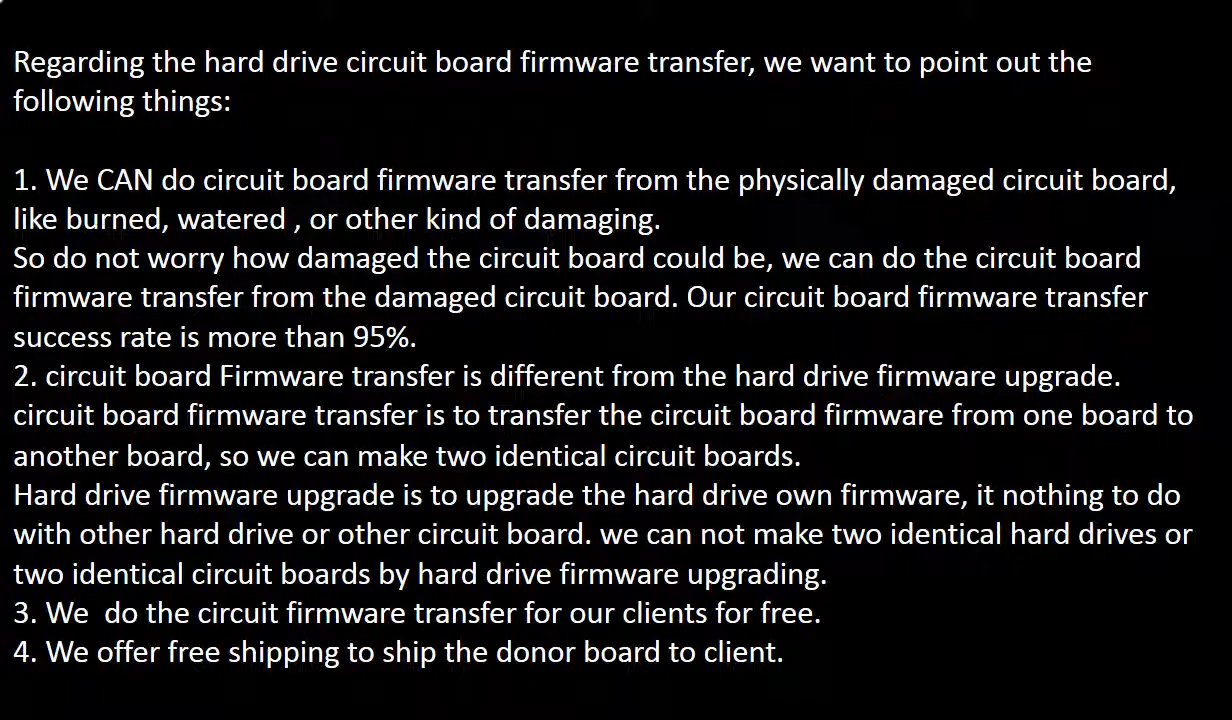 Regarding the hard drive circuit board firmware transfer, we want to point out the
following things:
1. We CAN do circuit board firmware transfer from the physically damaged circuit board,
like burned, watered , or other kind of damaging.
So do not worry how damaged the circuit board could be, we can do the circuit board
firmware transfer from the damaged circuit board. Our circuit board firmware transfer
success rate is more than 95%.
2. circuit board Firmware transfer is different from the hard drive firmware upgrade.
circuit board firmware transfer is to transfer the circuit board firmware from one board to
another board, so we can make two identical circuit boards.
Hard drive firmware upgrade is to upgrade the hard drive own firmware, it nothing to do
with other hard drive or other circuit board. we can not make two identical hard drives or
two identical circuit boards by hard drive firmware upgrading.
3. We  do the circuit firmware transfer for our clients for free.
4. We offer free shipping to ship the donor board to client.